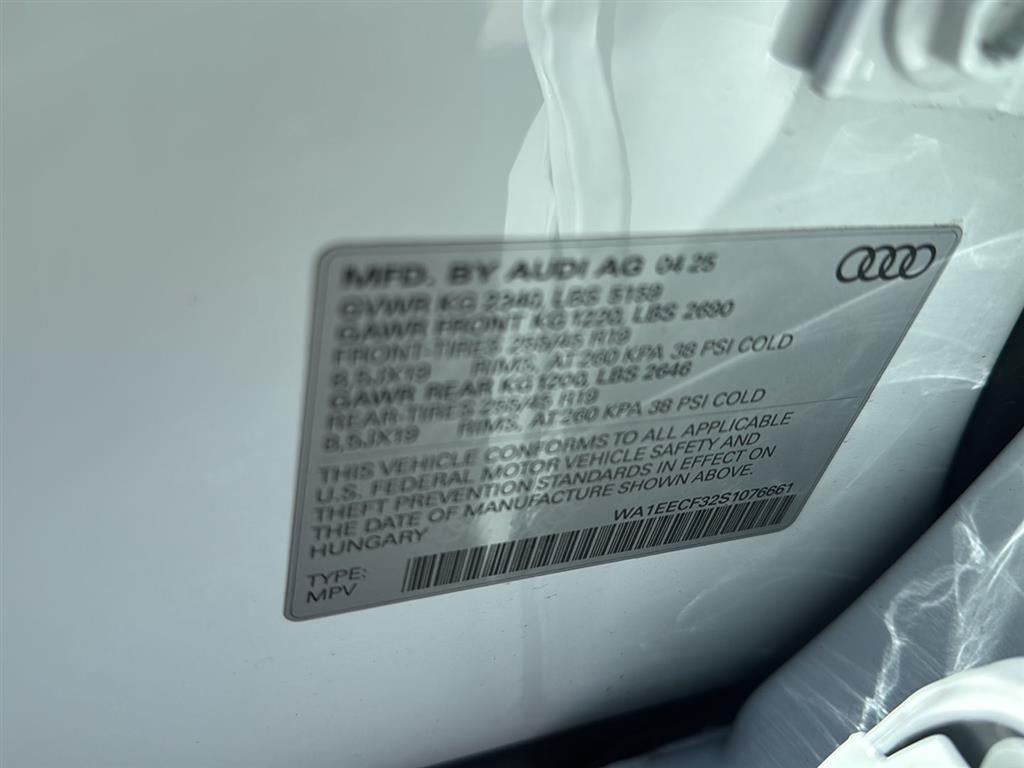 MFD. BY AUDI AG 04 25
GVWR KG 2340, LBS 5159
GAWR FRONT KG 1220, LBS 2690
FRONT-TIRES 255/45 R19
8,5JX19 RIMS, AT 260 KPA 38 PSI COLD
GAWR REAR KG 1200, LBS 2646
REAR-TIRES 255/45 R19
8,5JX19 RIMS, AT 260 KPA 38 PSI COLD
THIS VEHICLE CONFORMS TO ALL APPLICABLE
U.S. FEDERAL MOTOR VEHICLE SAFETY AND
THEFT PREVENTION STANDARDS IN EFFECT ON
THE DATE OF MANUFACTURE SHOWN ABOVE.
HUNGARY WA1EECF32S1076661
TYPE:
MPV